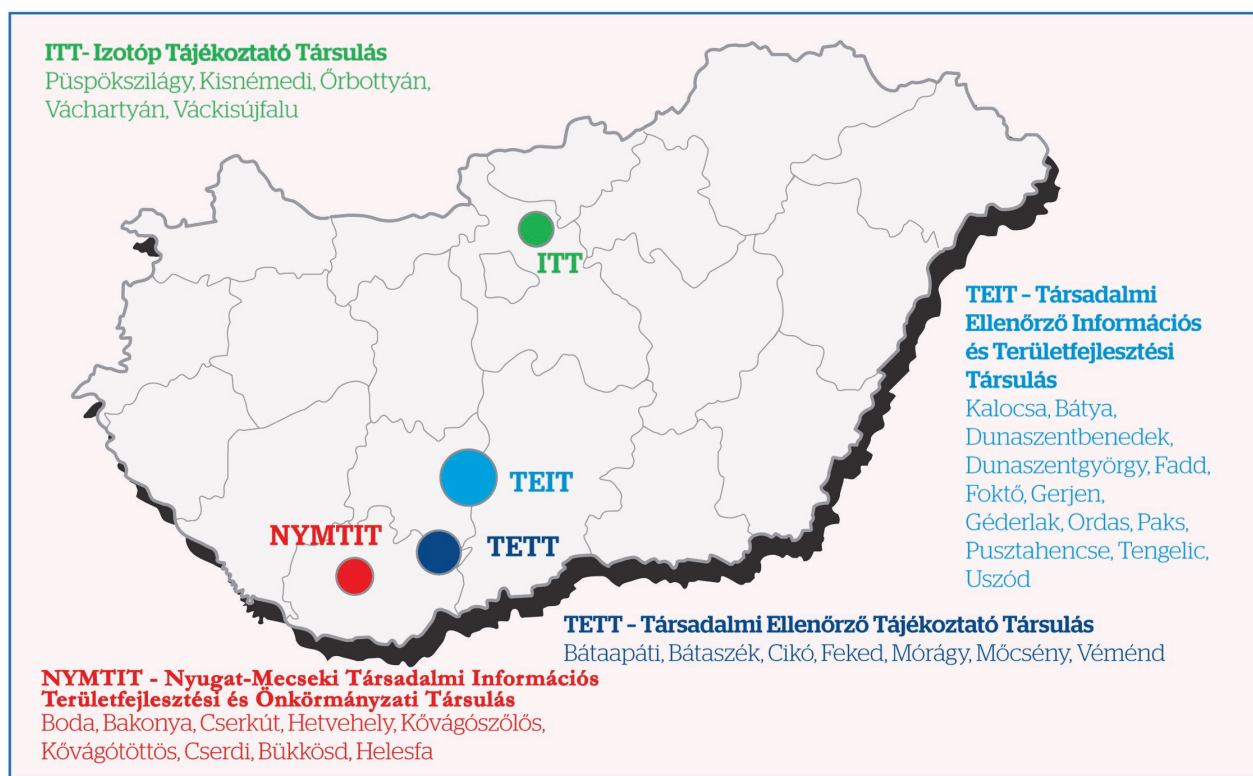 ITT- Izotóp Tájékoztató Társulás
Püspökszilágy, Kisnémedi, Őrbottyán,
Váchartyán, Váckisújfalu
ITT
TEIT – Társadalmi
Ellenőrző Információs
és Területfejlesztési
Társulás
Kalocsa, Bátya,
Dunaszentbenedek,
Dunaszentgyörgy, Fadd,
Foktő, Gerjen,
Géderlak, Ordas, Paks,
Pusztahencse, Tengelic,
Uszód
TEIT
NYMTIT
TETT
TETT – Társadalmi Ellenőrző Tájékoztató Társulás
Bátaapáti, Bátaszék, Cikó, Feked, Mórágy, Mőcsény, Véménd
NYMTIT - Nyugat-Mecseki Társadalmi Információs
Területfejlesztési és Önkörmányzati Társulás
Boda, Bakonya, Cserkút, Hetvehely, Kővágószőlős,
Kővágótöttös, Cserdi, Bükkösd, Helesfa